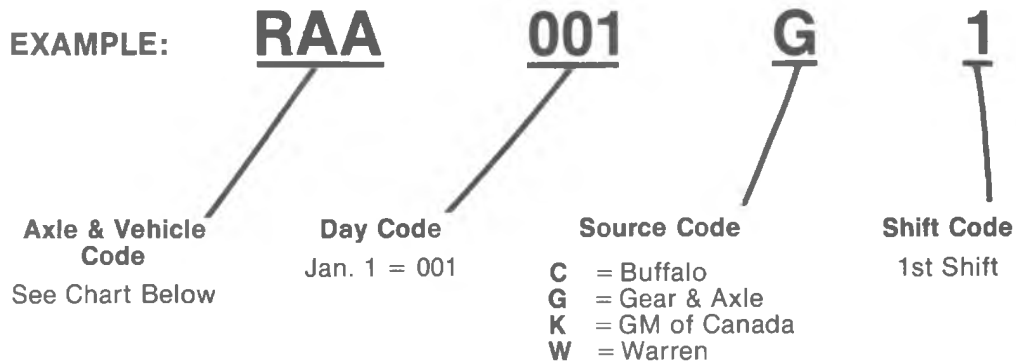 EXAMPLE: RAA 001 G 1
Axle & Vehicle Code
See Chart Below
Day Code
Jan. 1 = 001
Source Code
C = Buffalo
G = Gear & Axle
K = GM of Canada
W = Warren
Shift Code
1st Shift